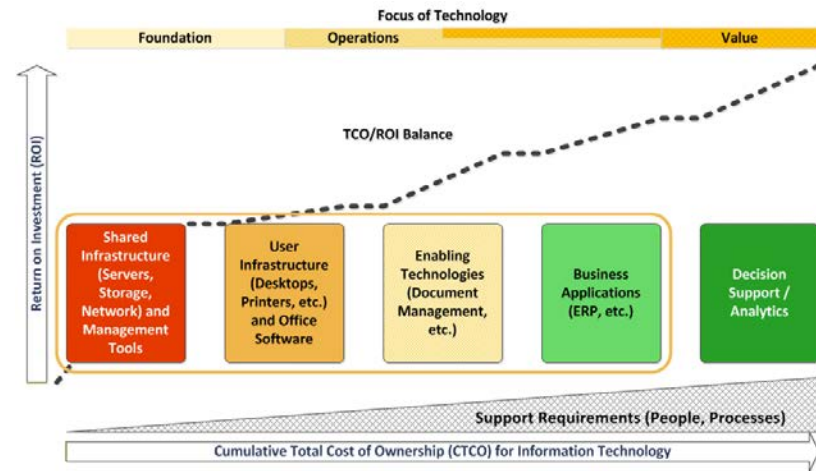 Focus of Technology
Foundation
Operations
Value
TCO/ROI Balance
Return on Investment (ROI)
Shared
Infrastructure
(Servers,
Storage,
Network) and
Management
Tools
User
Infrastructure
(Desktops,
Printers, etc.)
and Office
Software
Enabling
Technologies
(Document
Management,
etc.)
Business
Applications
(ERP, etc.)
Decision
Support /
Analytics
Support Requirements (People, Processes)
Cumulative Total Cost of Ownership (CTCO) for Information Technology